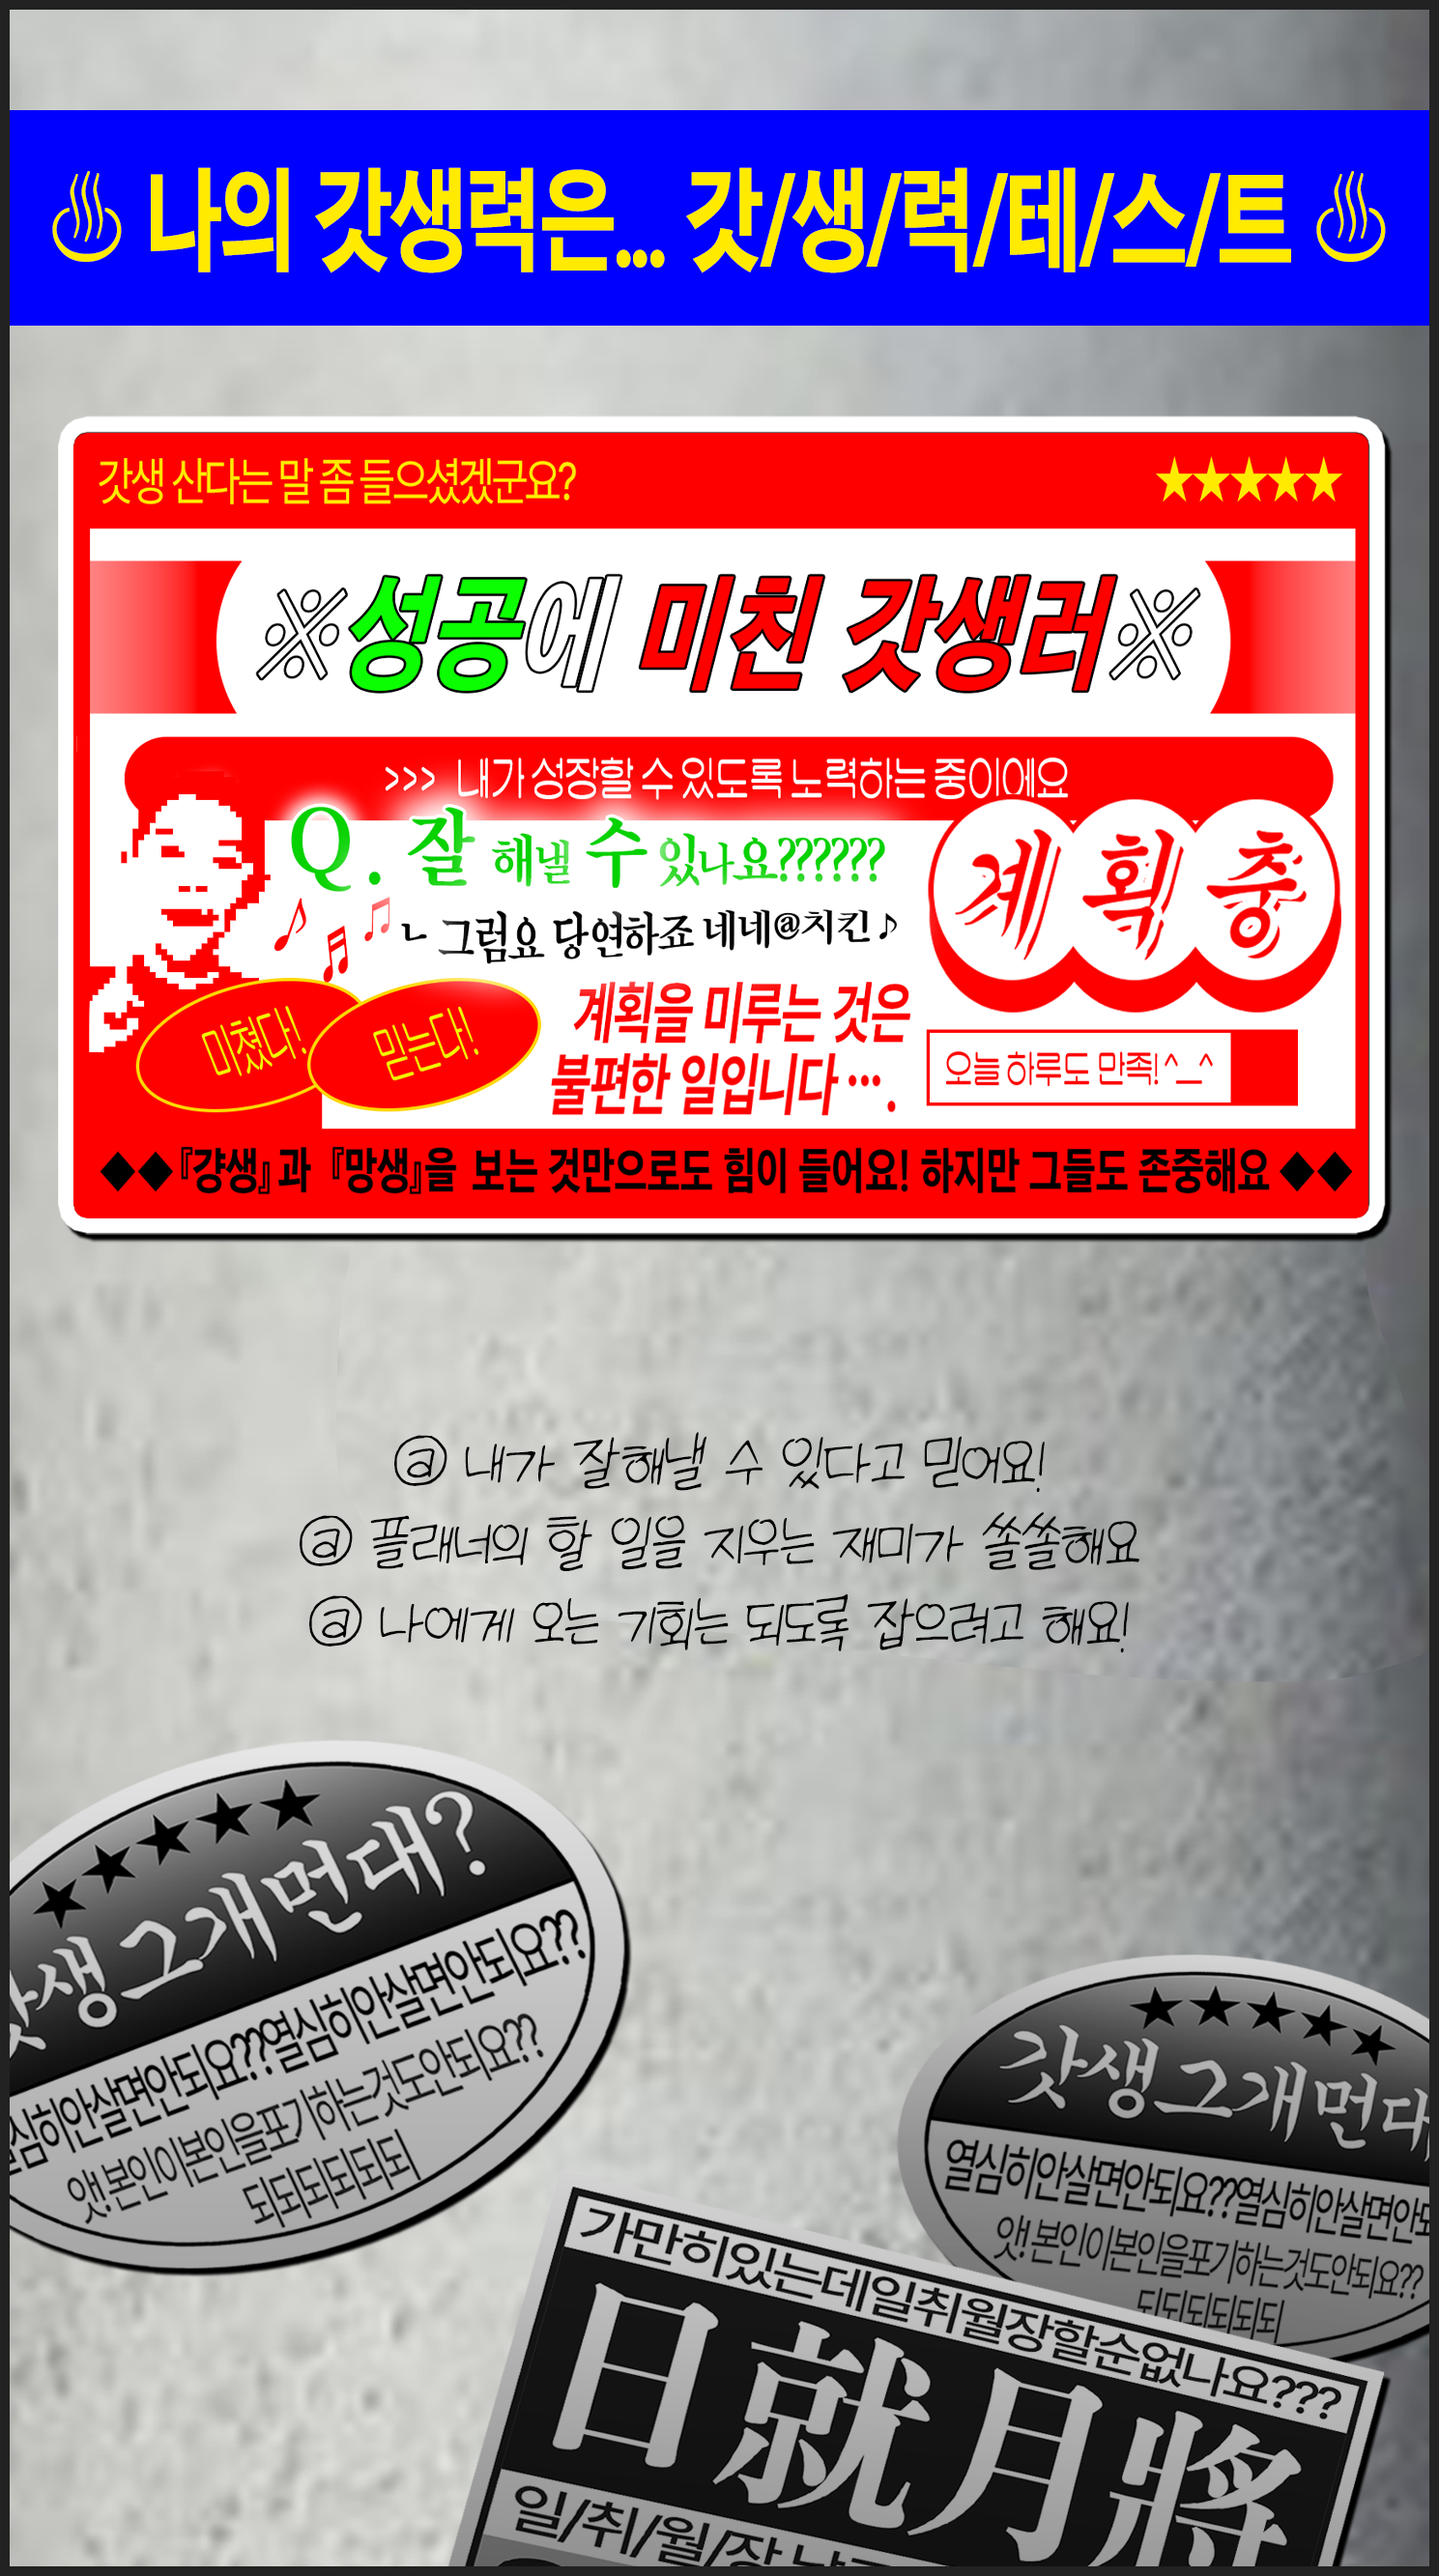 ♨ 나의 갓생력은... 갓/생/력/테/스/트 ♨
갓생 산다는 말 좀 들으셨겠군요? ★★★★★
※성공에 미친 갓생러※
>>> 내가 성장할 수 있도록 노력하는 중이에요
Q. 잘 해낼 수 있나요??????
ㄴ 그럼요 당연하죠 네네@치킨♪
계획충
미쳤다! 믿는다!
계획을 미루는 것은
불편한 일입니다 ….
오늘 하루도 만족! ^_^
◆◆『걍생』과 『망생』을 보는 것만으로도 힘이 들어요! 하지만 그들도 존중해요 ◆◆
@ 내가 잘해낼 수 있다고 믿어요!
@ 플래너의 할 일을 지우는 재미가 쏠쏠해요
@ 나에게 오는 기회는 되도록 잡으려고 해요!
★★★★★
갓생그개먼대?
열심히안살면안되요??열심히안살면안되요??
앳!본인이본인을포기하는것도안되요??
되되되되되되
★★★★★
갓생그개먼대
열심히안살면안되요??열심히안살면안되
앳!본인이본인을포기하는것도안되요??
되되되되되되
가만히있는데일취월장할순없나요???
日就月將
일/취/월/장